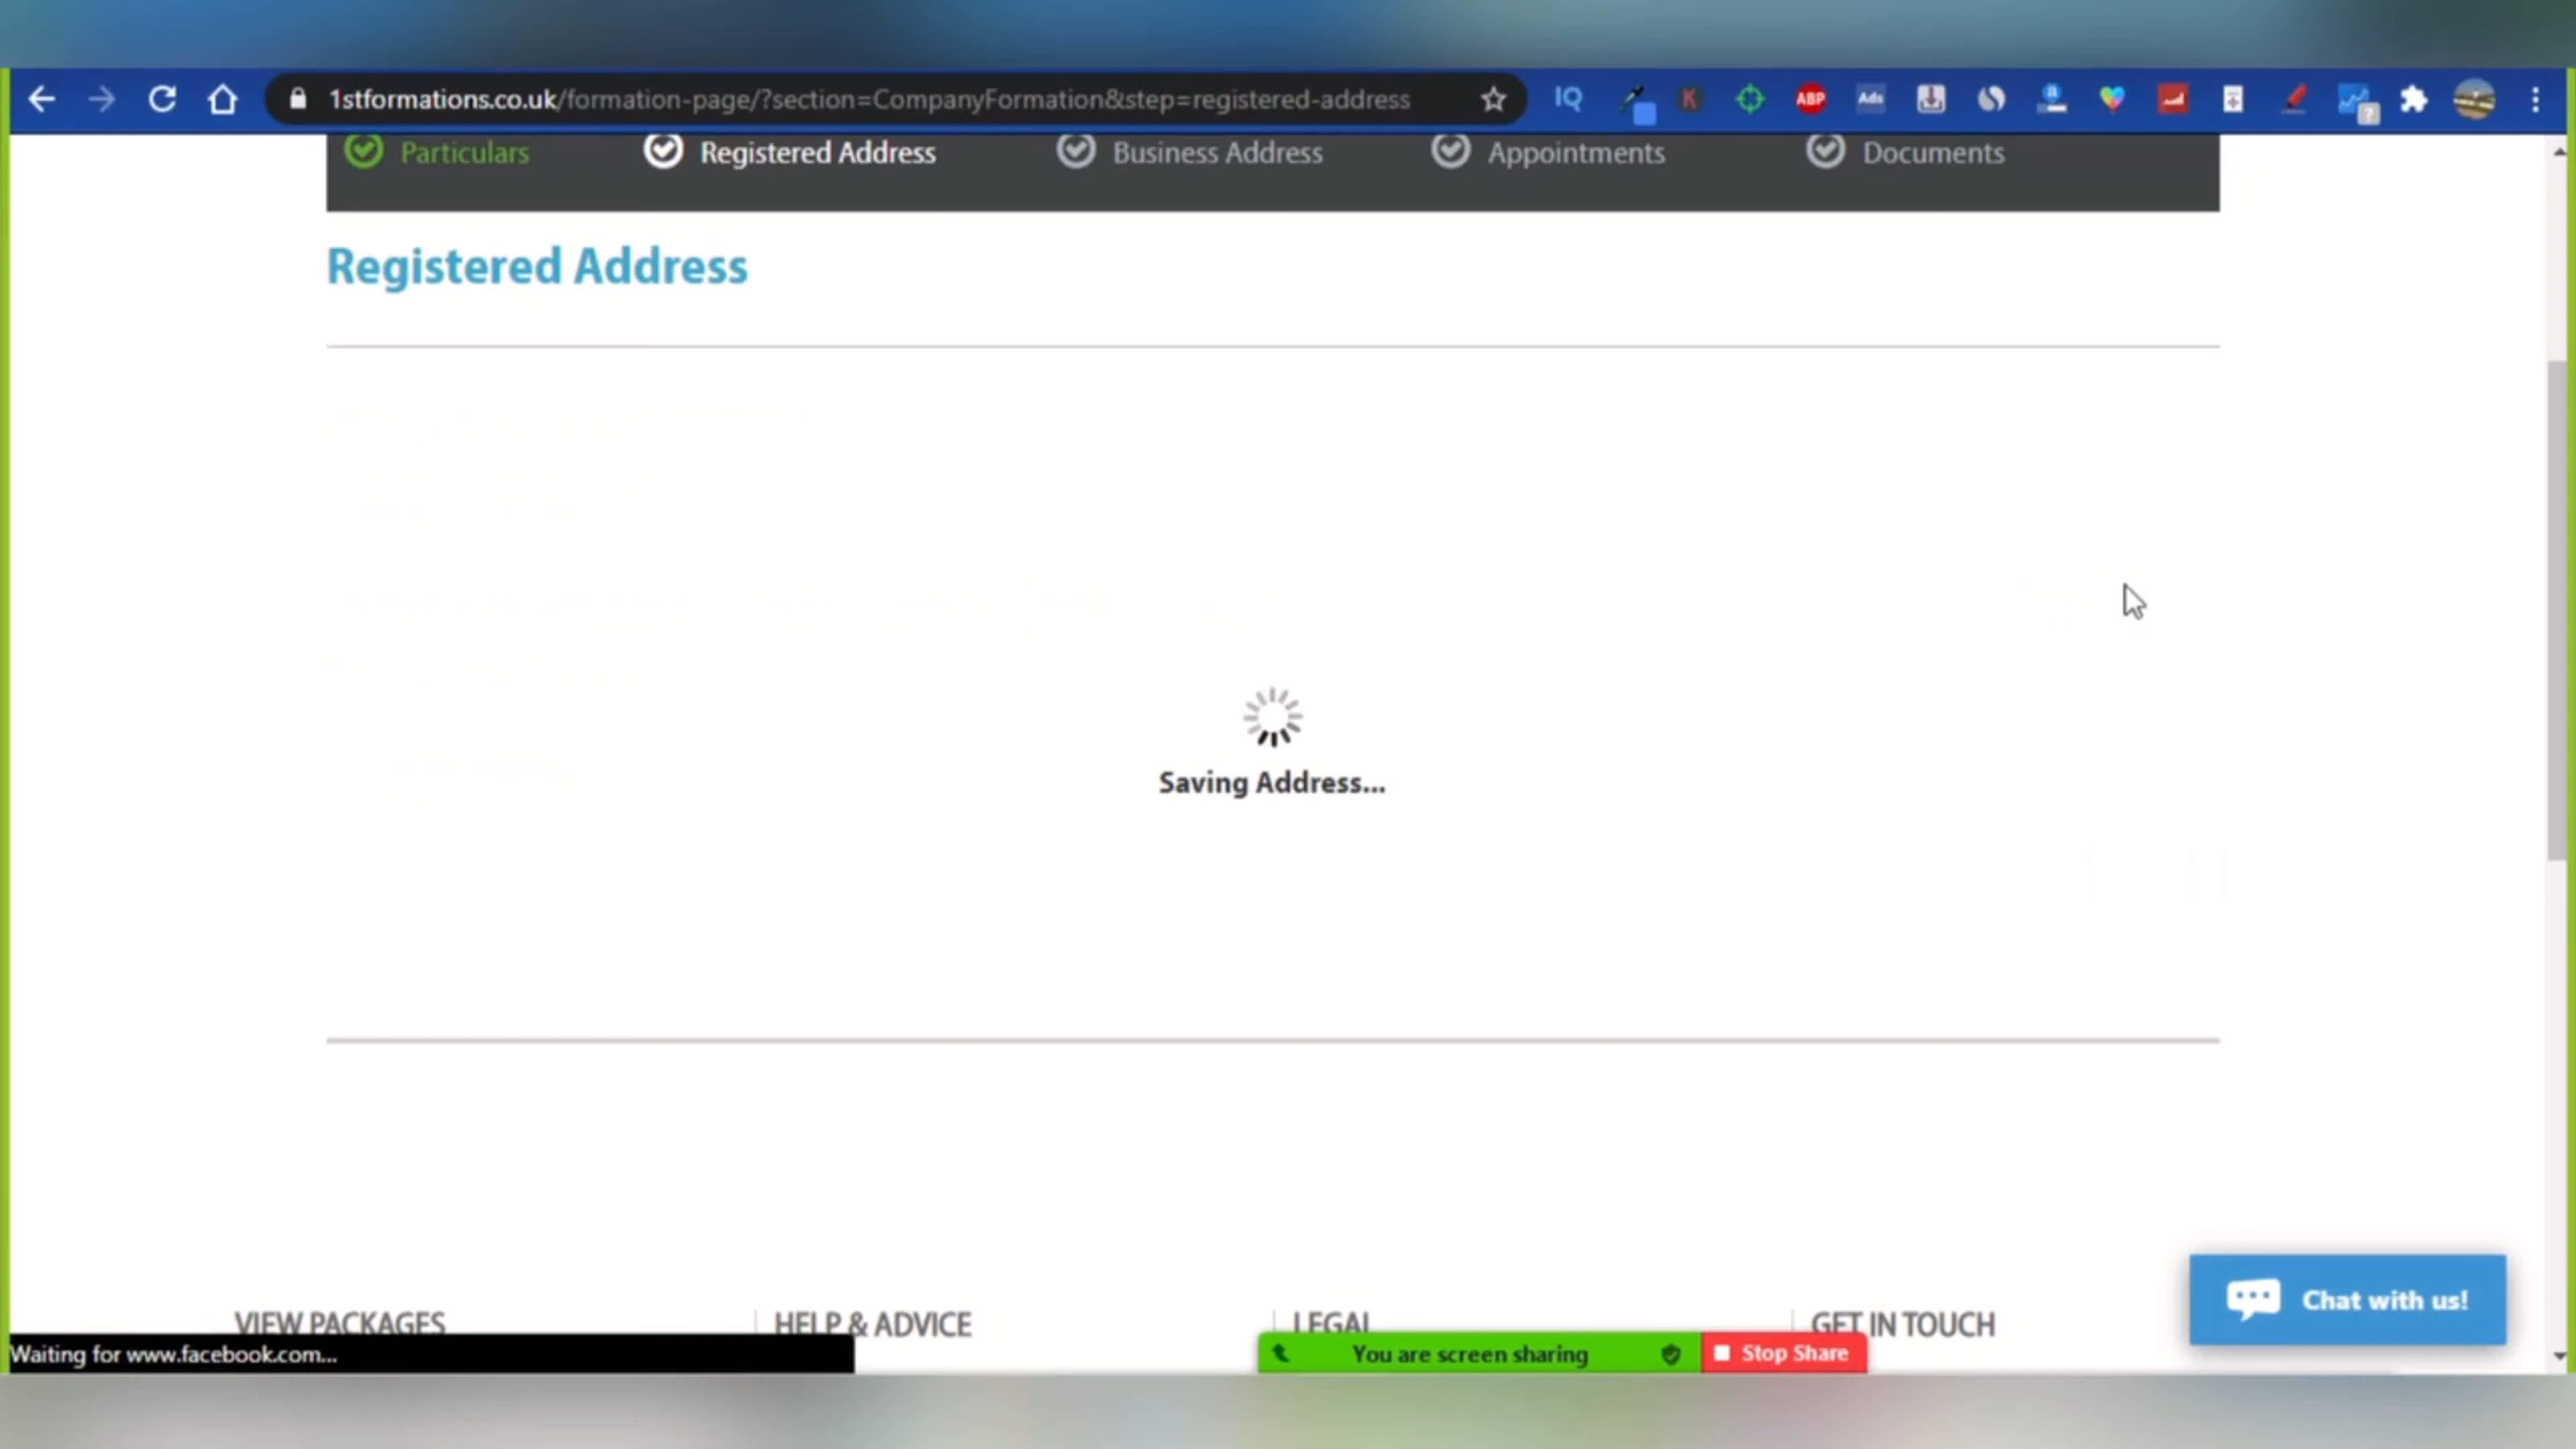 1stformations.co.uk/formation-page/?section=CompanyFormation&step=registered-address
IQ
K
ABP
Ads
a
?
Particulars
Registered Address
Business Address
Appointments
Documents
Registered Address
Saving Address...
Chat with us!
VIEW PACKAGES
HELP & ADVICE
LEGAL
GET IN TOUCH
Waiting for www.facebook.com...
You are screen sharing
Stop Share